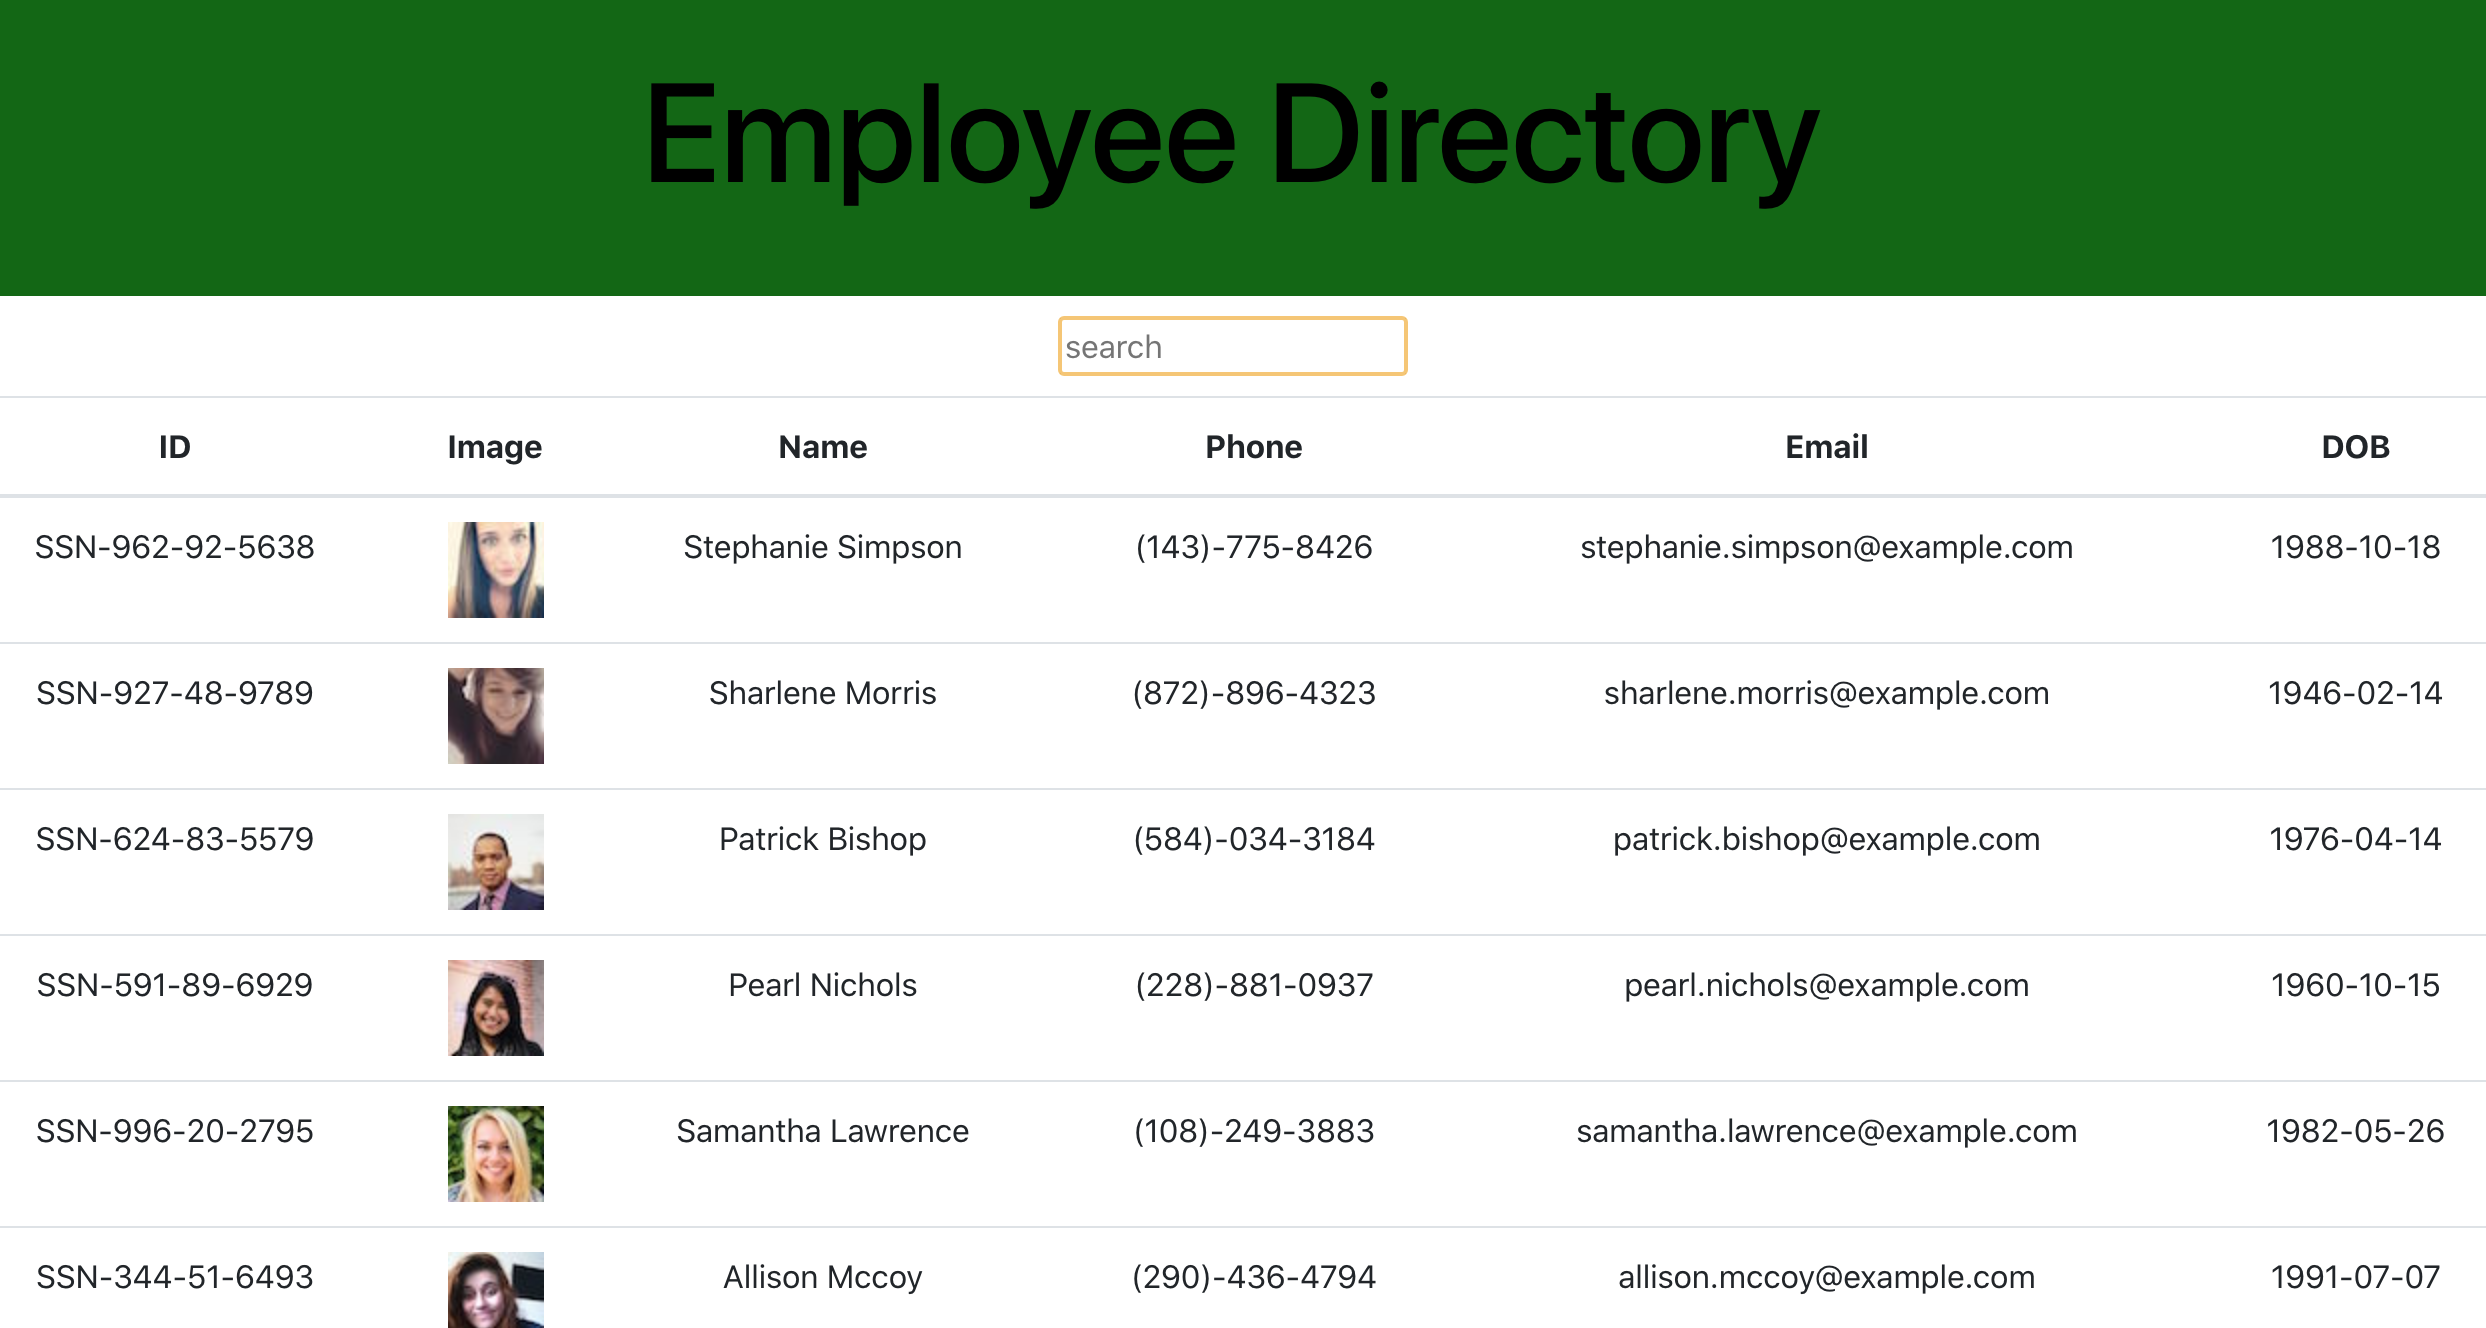 Employee Directory
search
ID Image Name Phone Email DOB
SSN-962-92-5638 Stephanie Simpson (143)-775-8426 stephanie.simpson@example.com 1988-10-18
SSN-927-48-9789 Sharlene Morris (872)-896-4323 sharlene.morris@example.com 1946-02-14
SSN-624-83-5579 Patrick Bishop (584)-034-3184 patrick.bishop@example.com 1976-04-14
SSN-591-89-6929 Pearl Nichols (228)-881-0937 pearl.nichols@example.com 1960-10-15
SSN-996-20-2795 Samantha Lawrence (108)-249-3883 samantha.lawrence@example.com 1982-05-26
SSN-344-51-6493 Allison Mccoy (290)-436-4794 allison.mccoy@example.com 1991-07-07